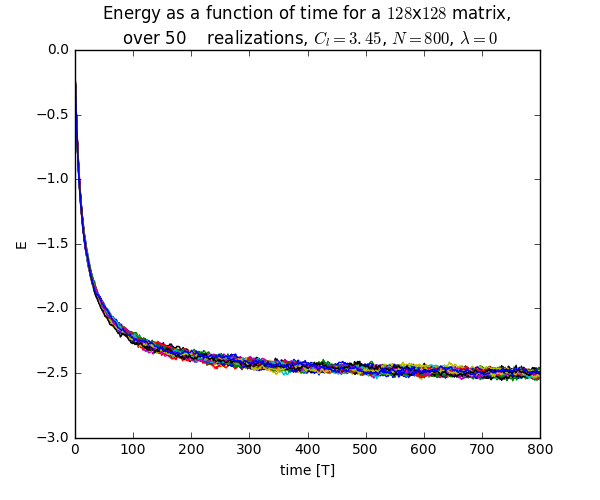 Energy as a function of time for a 128x128 matrix,
over 50    realizations, C_l = 3.45, N = 800, λ = 0
0.0
−0.5
−1.0
−1.5
−2.0
−2.5
−3.0
E
0 100 200 300 400 500 600 700 800
time [T]